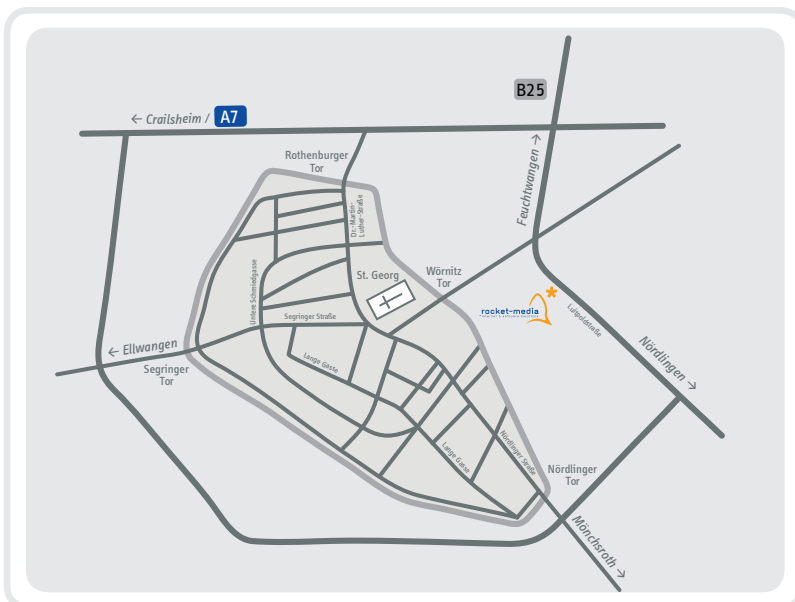 B25
← Crailsheim / A7
Rothenburger
Tor
Feuchtwangen →
Dr.-Martin-
Luther-Straße
St. Georg
Wörnitz
Tor
Untere Schmiedgasse
rocket-media
Luitpoldstraße
Segringer Straße
← Ellwangen
Segringer
Tor
Lange Gasse
Nördlingen →
Nördlinger Straße
Lange Gasse
Nördlinger
Tor
Mönchsroth →